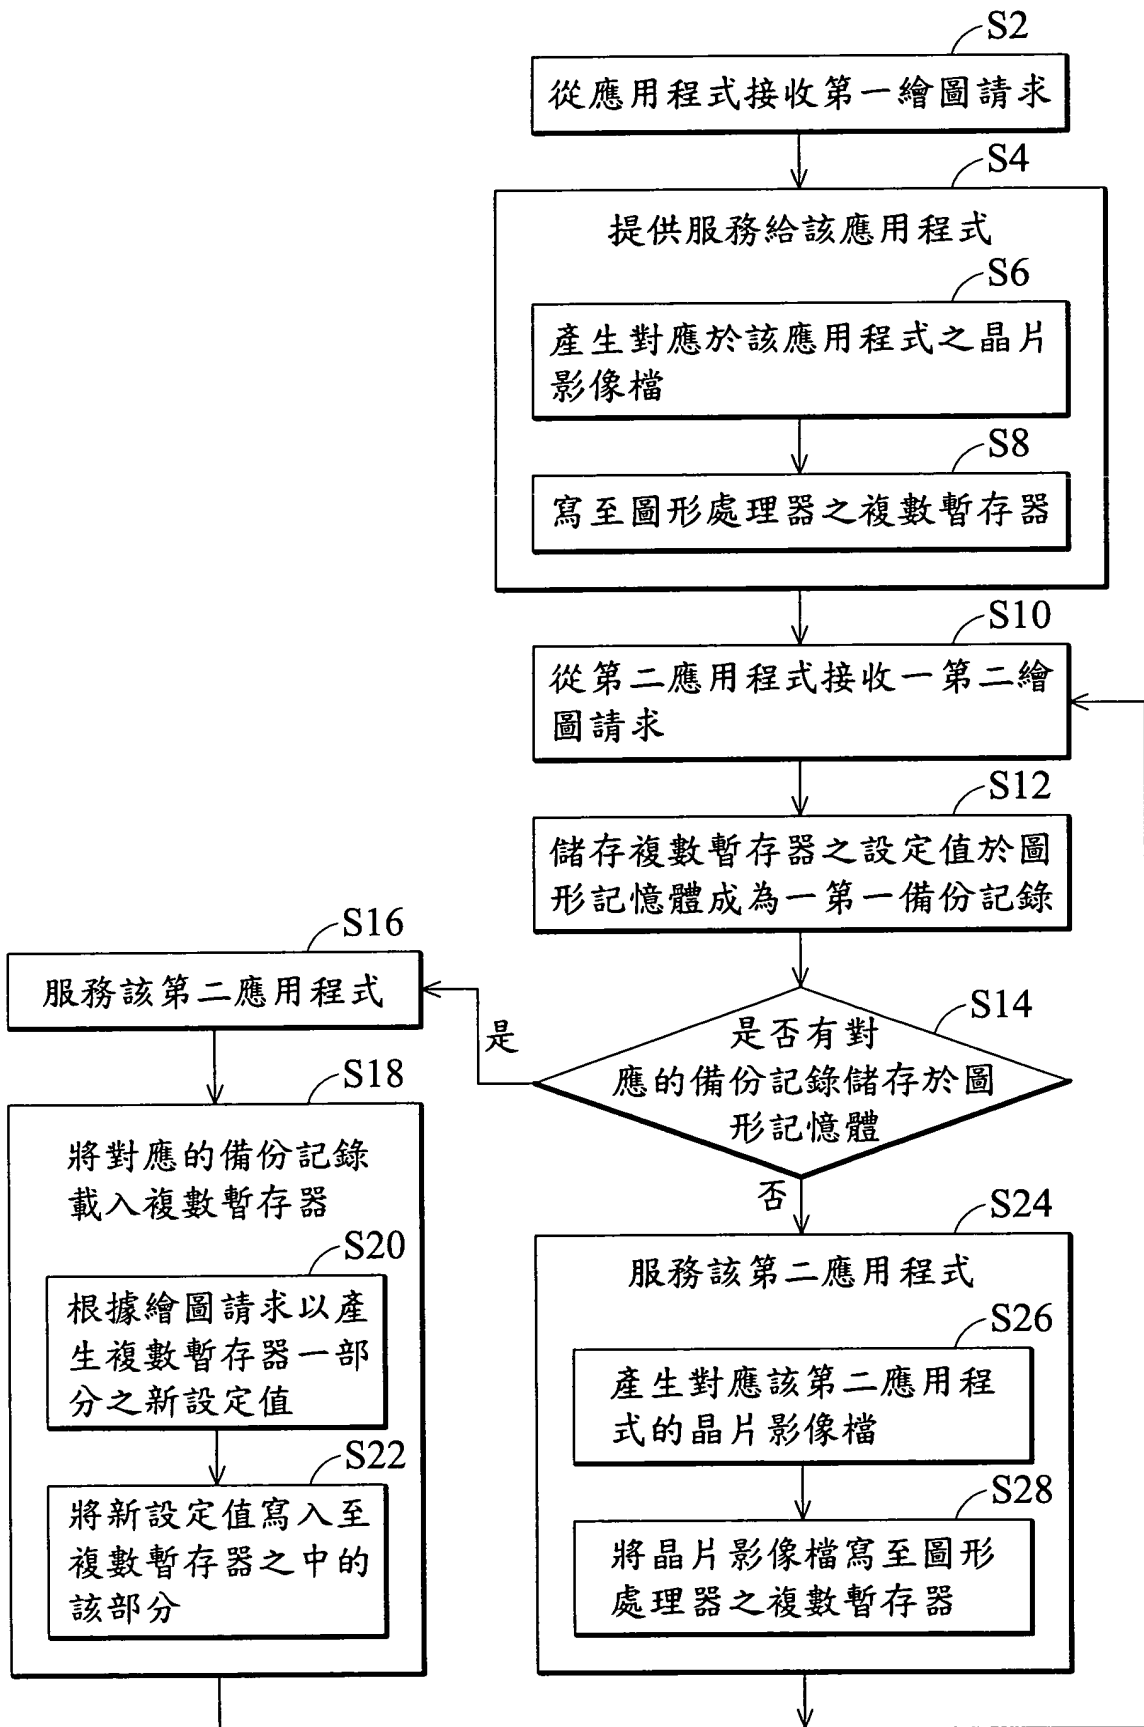 S2
從應用程式接收第一繪圖請求
S4
提供服務給該應用程式
S6
產生對應於該應用程式之晶片
影像檔
S8
寫至圖形處理器之複數暫存器
S10
從第二應用程式接收一第二繪
圖請求
S12
儲存複數暫存器之設定值於圖
形記憶體成為一第一備份記錄
S14
是否有對
應的備份記錄儲存於圖
形記憶體
是
S16
服務該第二應用程式
S18
將對應的備份記錄
載入複數暫存器
S20
根據繪圖請求以產
生複數暫存器一部
分之新設定值
S22
將新設定值寫入至
複數暫存器之中的
該部分
否
S24
服務該第二應用程式
S26
產生對應該第二應用程
式的晶片影像檔
S28
將晶片影像檔寫至圖形
處理器之複數暫存器